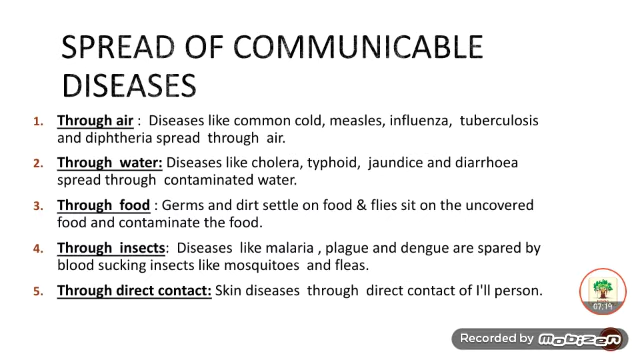 SPREAD OF COMMUNICABLE
DISEASES
1. Through air : Diseases like common cold, measles, influenza, tuberculosis
and diphtheria spread through air.
2. Through water: Diseases like cholera, typhoid, jaundice and diarrhoea
spread through contaminated water.
3. Through food : Germs and dirt settle on food & flies sit on the uncovered
food and contaminate the food.
4. Through insects: Diseases like malaria , plague and dengue are spared by
blood sucking insects like mosquitoes and fleas.
5. Through direct contact: Skin diseases through direct contact of I'll person.
07:14
Recorded by MOBIZEN